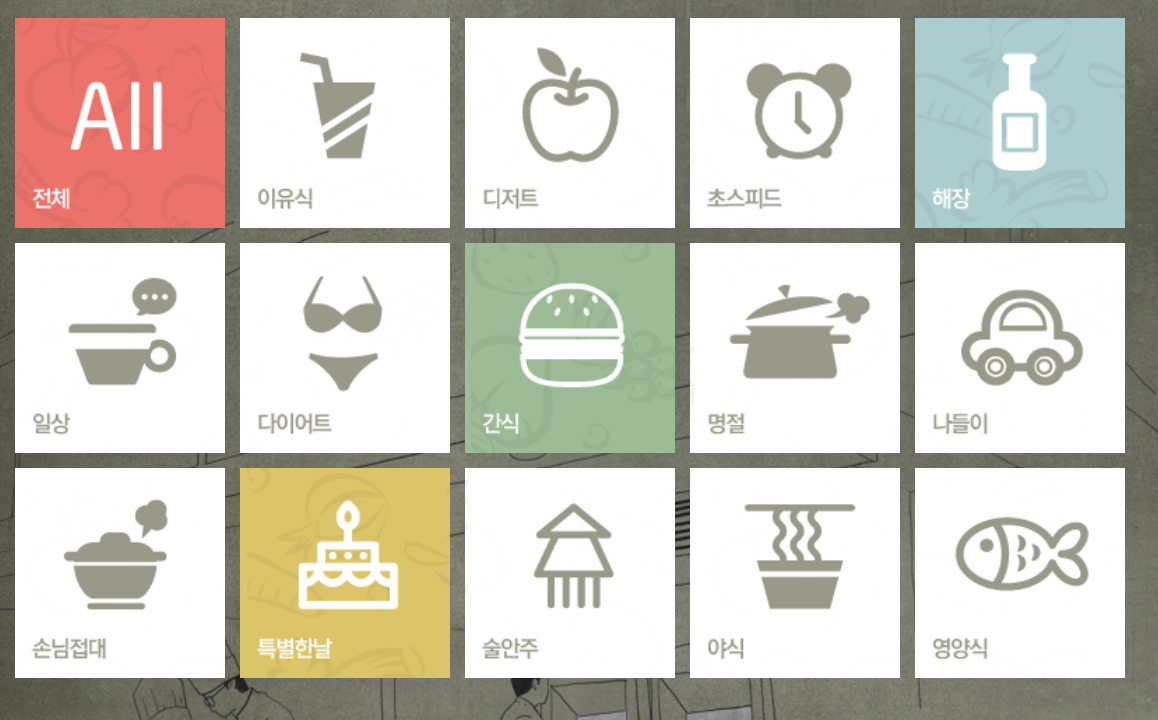 All
전체
이유식
디저트
초스피드
해장
일상
다이어트
간식
명절
나들이
손님접대
특별한날
술안주
야식
영양식